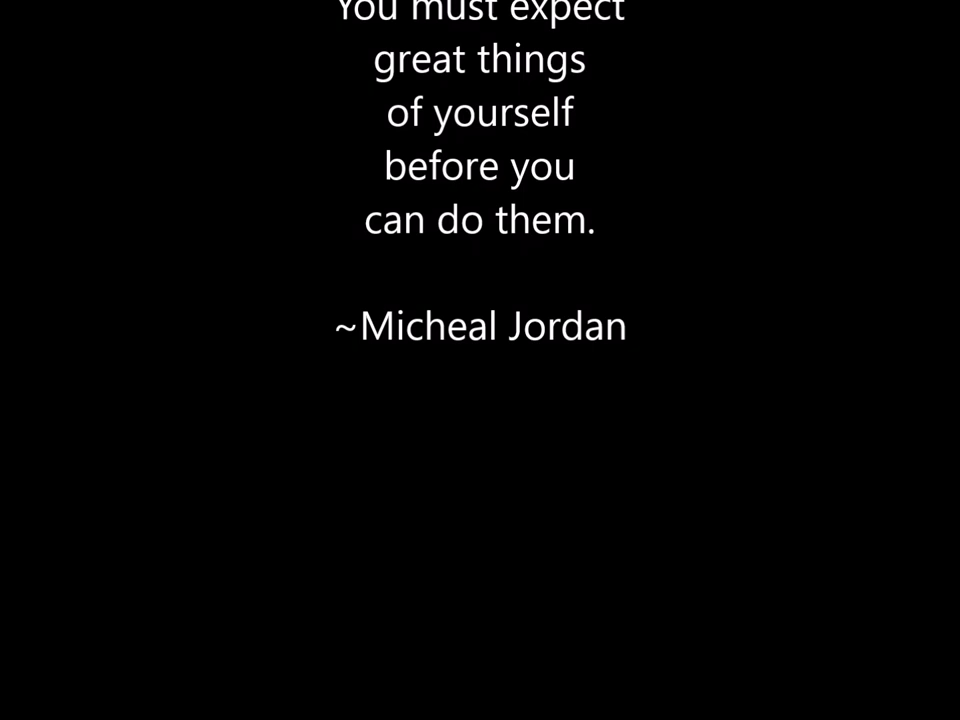 You must expect
great things
of yourself
before you
can do them.
~Micheal Jordan